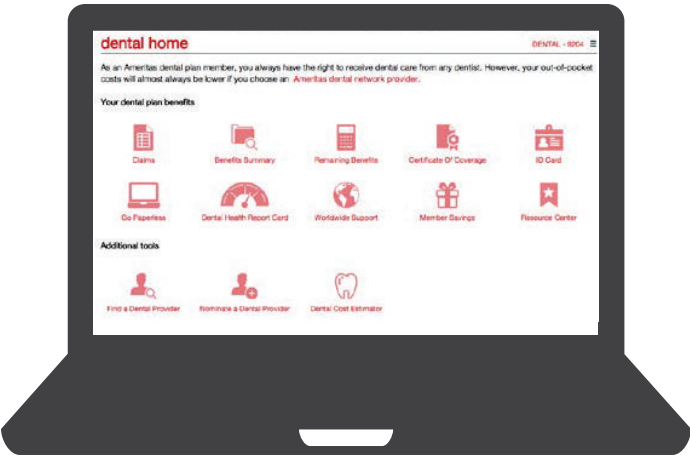 dental home
DENTAL - 9204
As an Ameritas dental plan member, you always have the right to receive dental care from any dentist. However, your out-of-pocket
costs will almost always be lower if you choose an Ameritas dental network provider.
Your dental plan benefits
Claims Benefits Summary Remaining Benefits Certificate Of Coverage ID Card
Go Paperless Dental Health Report Card Worldwide Support Member Savings Resource Center
Additional tools
Find a Dental Provider Nominate a Dental Provider Dental Cost Estimator